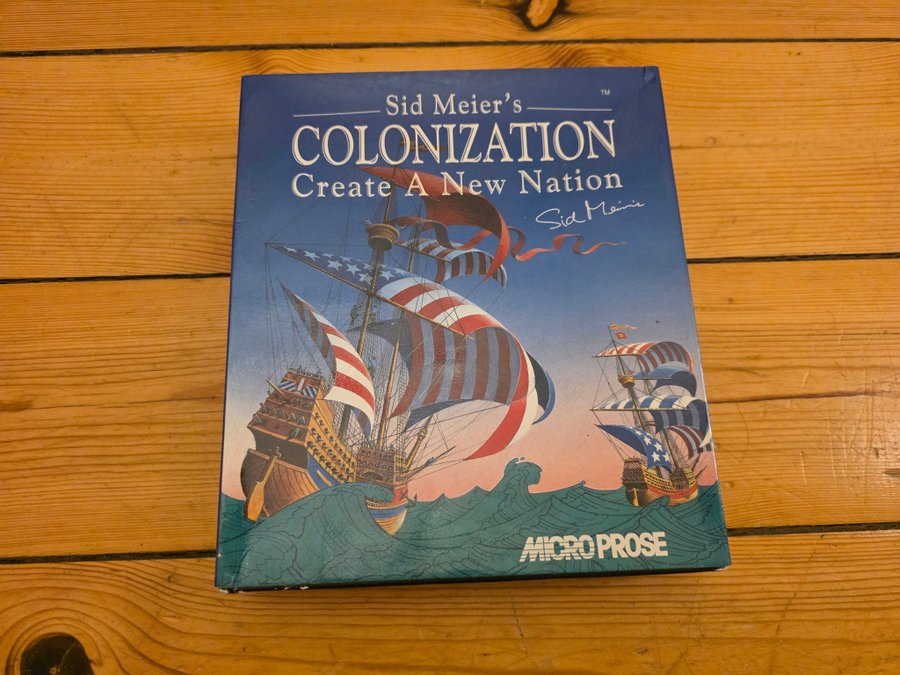 Sid Meier's
™
COLONIZATION
Create A New Nation
Sid Meier
MICROPROSE